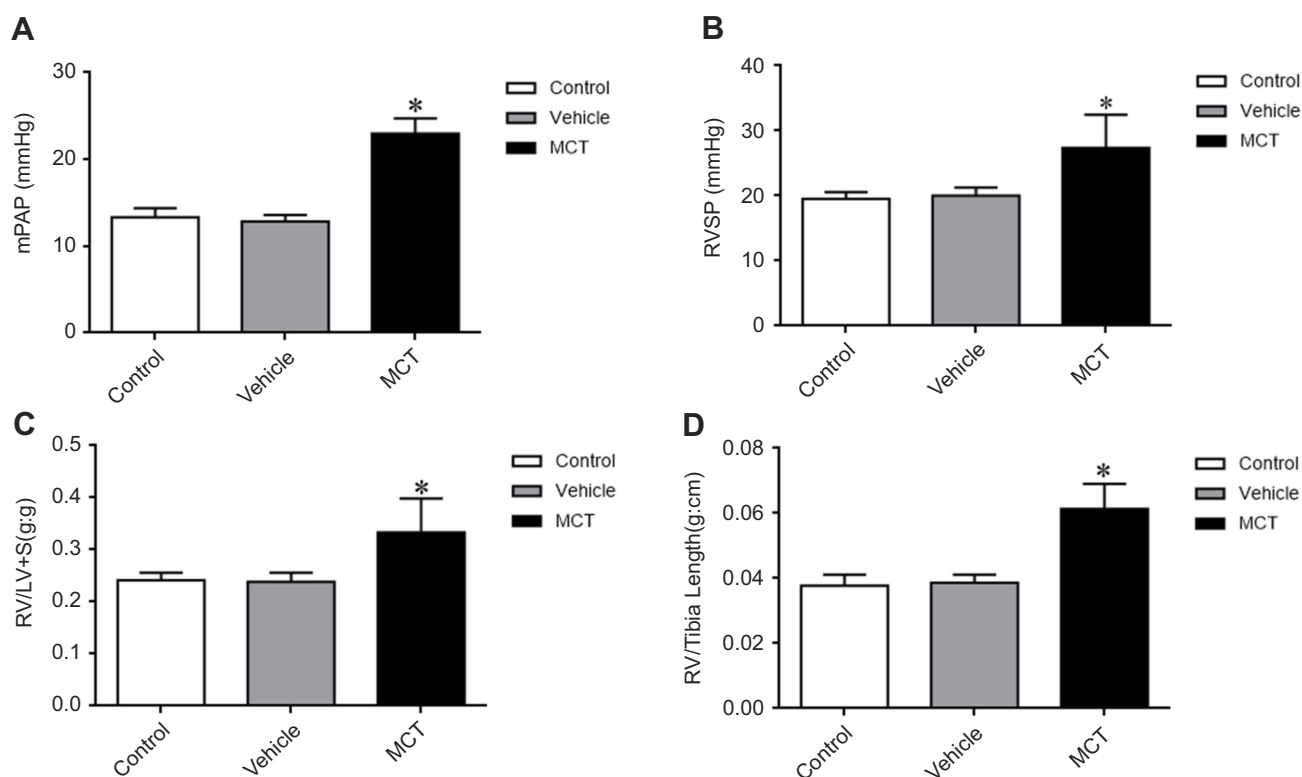 A
mPAP (mmHg)
30
20
10
0
*
Control
Vehicle
MCT
Control
Vehicle
MCT
B
RVSP (mmHg)
40
30
20
10
0
*
Control
Vehicle
MCT
Control
Vehicle
MCT
C
RV/LV+S(g:g)
0.5
0.4
0.3
0.2
0.1
0.0
*
Control
Vehicle
MCT
Control
Vehicle
MCT
D
RV/Tibia Length(g:cm)
0.08
0.06
0.04
0.02
0.00
*
Control
Vehicle
MCT
Control
Vehicle
MCT